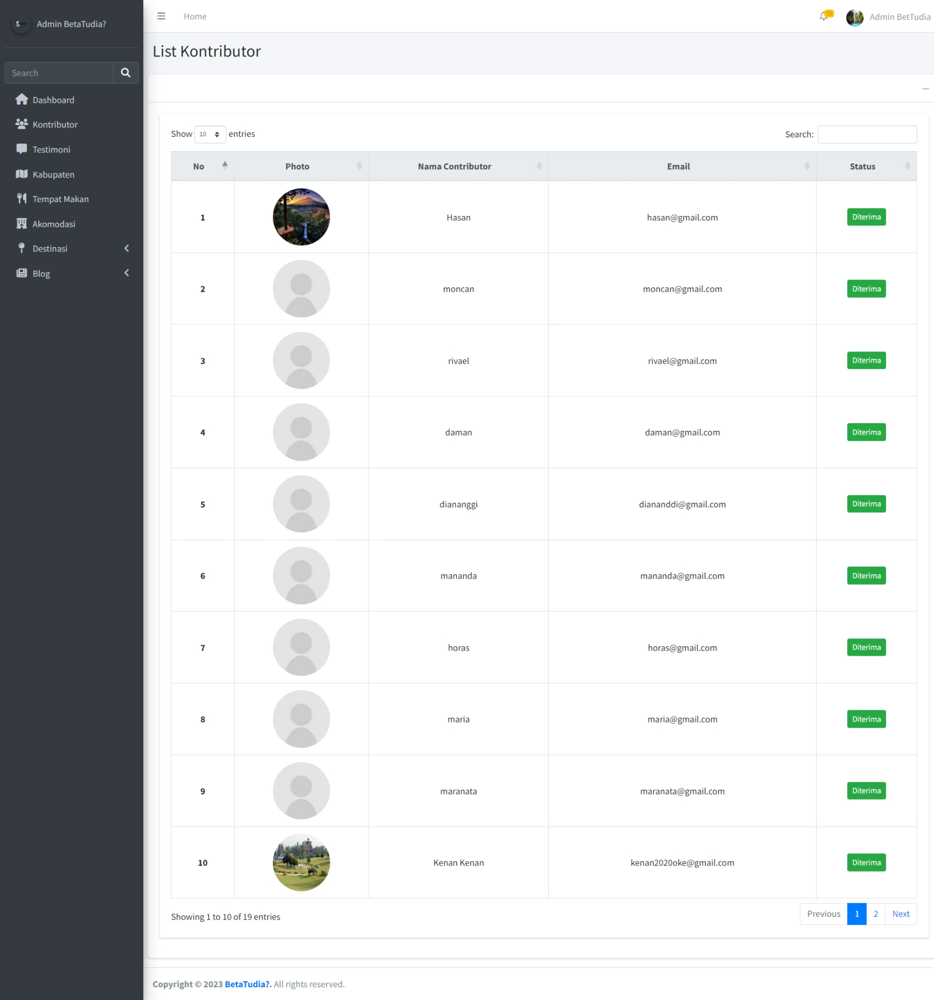 Admin BetaTudia?
Home
15
Admin BetTudia
List Kontributor
Search
Dashboard
Kontributor
Testimoni
Kabupaten
Tempat Makan
Akomodasi
Destinasi
Blog
Show 10 entries
Search:
No Photo Nama Contributor Email Status
1 Hasan hasan@gmail.com Diterima
2 moncan moncan@gmail.com Diterima
3 rivael rivael@gmail.com Diterima
4 daman daman@gmail.com Diterima
5 diananggi diananddi@gmail.com Diterima
6 mananda mananda@gmail.com Diterima
7 horas horas@gmail.com Diterima
8 maria maria@gmail.com Diterima
9 maranata maranata@gmail.com Diterima
10 Kenan Kenan kenan2020oke@gmail.com Diterima
Showing 1 to 10 of 19 entries
Previous 1 2 Next
Copyright © 2023 BetaTudia?. All rights reserved.